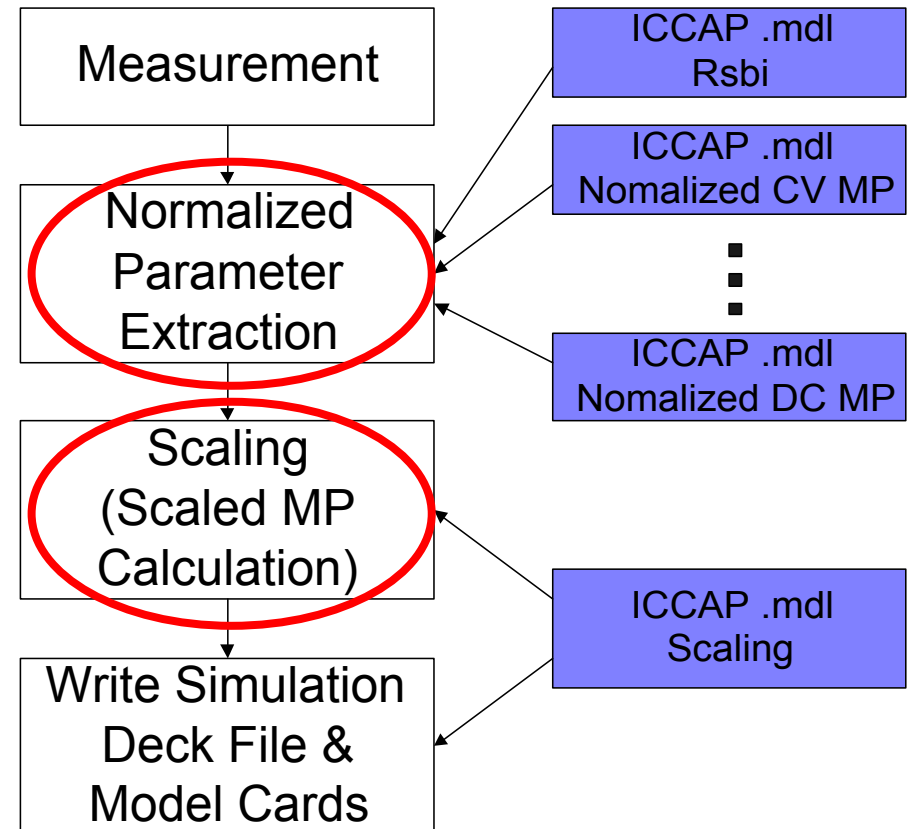 Measurement
Normalized
Parameter
Extraction
Scaling
(Scaled MP
Calculation)
Write Simulation
Deck File &
Model Cards
ICCAP .mdl
Rsbi
ICCAP .mdl
Nomalized CV MP
ICCAP .mdl
Nomalized DC MP
ICCAP .mdl
Scaling